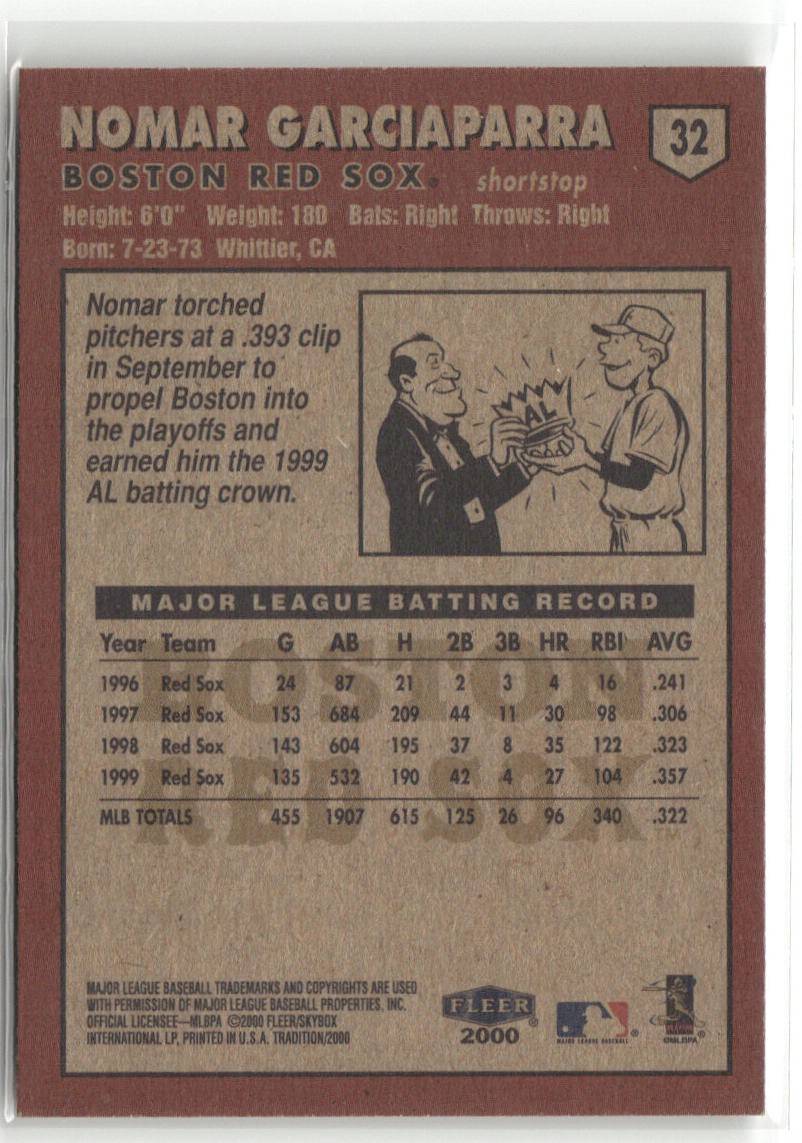 NOMAR GARCIAPARRA
32
BOSTON RED SOX® shortstop
Height: 6'0" Weight: 180 Bats: Right Throws: Right
Born: 7-23-73 Whittier, CA
Nomar torched
pitchers at a .393 clip
in September to
propel Boston into
the playoffs and
earned him the 1999
AL batting crown.
AL
MAJOR LEAGUE BATTING RECORD
Year Team G AB H 2B 3B HR RBI AVG
1996 Red Sox 24 87 21 2 3 4 16 .241
1997 Red Sox 153 684 209 44 11 30 98 .306
1998 Red Sox 143 604 195 37 8 35 122 .323
1999 Red Sox 135 532 190 42 4 27 104 .357
MLB TOTALS 455 1907 615 125 26 96 340 .322
BOSTON
RED SOX™
MAJOR LEAGUE BASEBALL TRADEMARKS AND COPYRIGHTS ARE USED
WITH PERMISSION OF MAJOR LEAGUE BASEBALL PROPERTIES, INC.
OFFICIAL LICENSEE—MLBPA ©2000 FLEER/SKYBOX
INTERNATIONAL LP, PRINTED IN U.S.A. TRADITION/2000
FLEER®
2000
MAJOR LEAGUE BASEBALL
®
©MLBPA